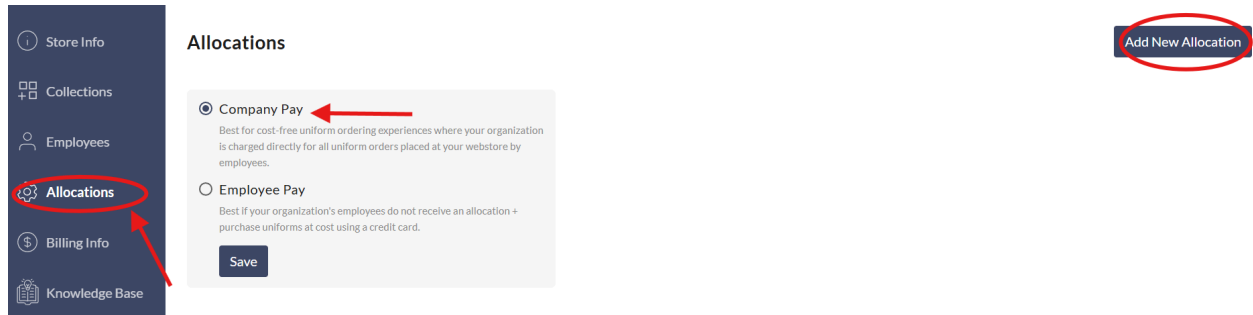 Store Info
Collections
Employees
Allocations
Billing Info
Knowledge Base
Allocations
Add New Allocation
Company Pay
Best for cost-free uniform ordering experiences where your organization
is charged directly for all uniform orders placed at your webstore by
employees.
Employee Pay
Best if your organization's employees do not receive an allocation +
purchase uniforms at cost using a credit card.
Save